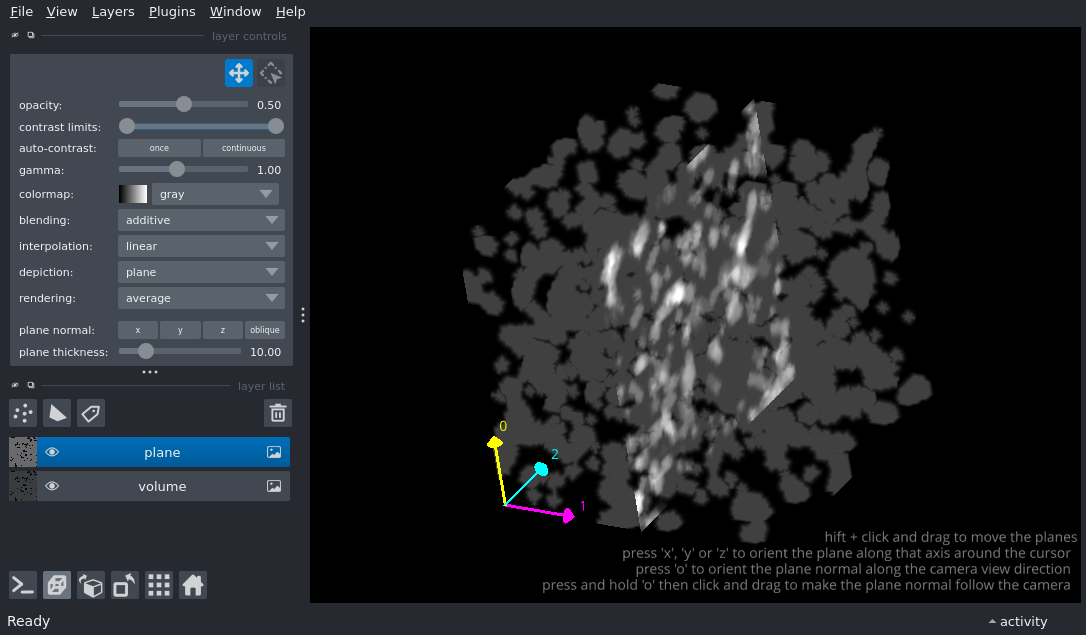 File View Layers Plugins Window Help
layer controls
opacity: 0.50
contrast limits:
auto-contrast: once continuous
gamma: 1.00
colormap: gray
blending: additive
interpolation: linear
depiction: plane
rendering: average
plane normal: x y z oblique
plane thickness: 10.00
layer list
plane
volume
0
2
1
hift + click and drag to move the planes
press 'x', 'y' or 'z' to orient the plane along that axis around the cursor
press 'o' to orient the plane normal along the camera view direction
press and hold 'o' then click and drag to make the plane normal follow the camera
Ready
activity